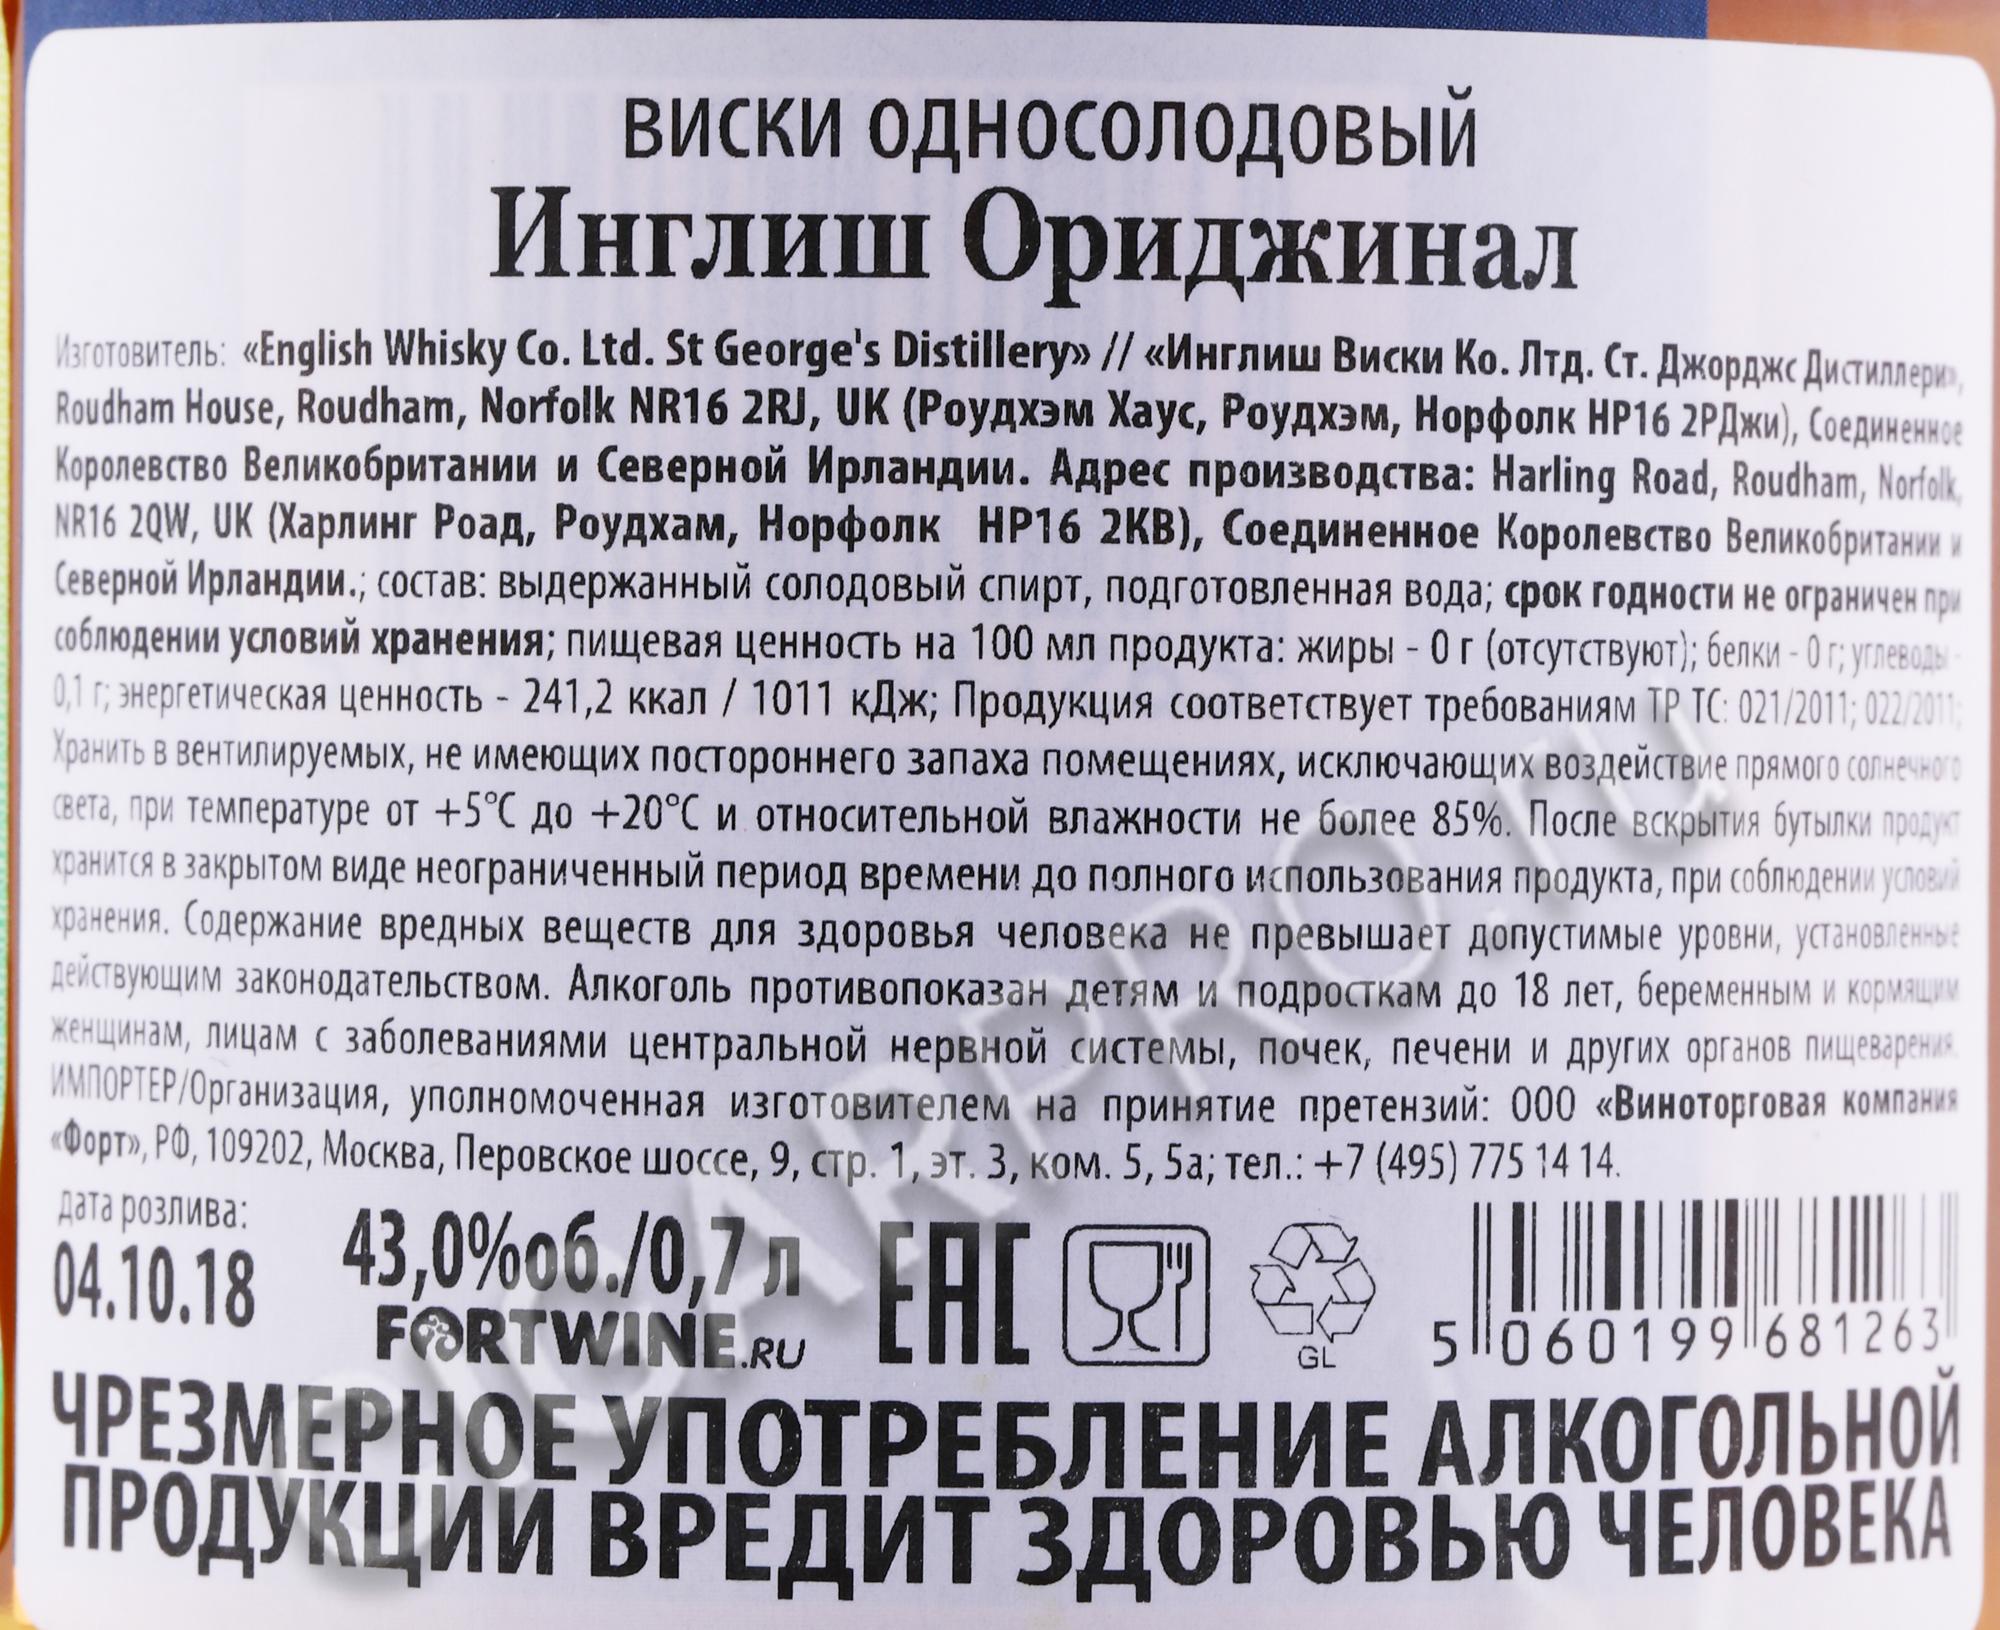 ВИСКИ ОДНОСОЛОДОВЫЙ
Инглиш Ориджинал
Изготовитель: «English Whisky Co. Ltd. St George's Distillery» // «Инглиш Виски Ко. Лтд. Ст. Джорджс Дистиллери»,
Roudham House, Roudham, Norfolk NR16 2RJ, UK (Роудхэм Хаус, Роудхэм, Норфолк НР16 2РДжи), Соединенное
Королевство Великобритании и Северной Ирландии. Адрес производства: Harling Road, Roudham, Norfolk,
NR16 2QW, UK (Харлинг Роад, Роудхам, Норфолк НР16 2КВ), Соединенное Королевство Великобритании и
Северной Ирландии.; состав: выдержанный солодовый спирт, подготовленная вода; срок годности не ограничен при
соблюдении условий хранения; пищевая ценность на 100 мл продукта: жиры - 0 г (отсутствуют); белки - 0 г; углеводы -
0,1 г; энергетическая ценность - 241,2 ккал / 1011 кДж; Продукция соответствует требованиям ТР ТС: 021/2011; 022/2011;
Хранить в вентилируемых, не имеющих постороннего запаха помещениях, исключающих воздействие прямого солнечного
света, при температуре от +5°С до +20°С и относительной влажности не более 85%. После вскрытия бутылки продукт
хранится в закрытом виде неограниченный период времени до полного использования продукта, при соблюдении условий
хранения. Содержание вредных веществ для здоровья человека не превышает допустимые уровни, установленные
действующим законодательством. Алкоголь противопоказан детям и подросткам до 18 лет, беременным и кормящим
женщинам, лицам с заболеваниями центральной нервной системы, почек, печени и других органов пищеварения.
ИМПОРТЕР/Организация, уполномоченная изготовителем на принятие претензий: ООО «Виноторговая компания
«Форт», РФ, 109202, Москва, Перовское шоссе, 9, стр. 1, эт. 3, ком. 5, 5а; тел.: +7 (495) 775 14 14.
дата розлива:
04.10.18
43,0%об./0,7 л
FORTWINE.RU
ЕАС
GL
5 060199 681263
ЧРЕЗМЕРНОЕ УПОТРЕБЛЕНИЕ АЛКОГОЛЬНОЙ
ПРОДУКЦИИ ВРЕДИТ ЗДОРОВЬЮ ЧЕЛОВЕКА
CIGARPRO.ru